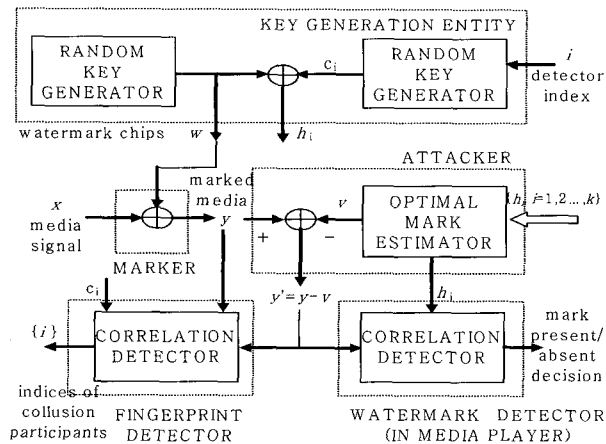 KEY GENERATION ENTITY
RANDOM
KEY
GENERATOR
c_i
RANDOM
KEY
GENERATOR
i
detector
index
watermark chips
w
h_i
ATTACKER
x
media
signal
marked
media
y
MARKER
+
v
−
OPTIMAL
MARK
ESTIMATOR
{h_i i=1,2...,k}
c_i
y'=y−v
h_i
{i}
CORRELATION
DETECTOR
CORRELATION
DETECTOR
mark
present/
absent
decision
indices of
collusion
participants
FINGERPRINT
DETECTOR
WATERMARK DETECTOR
(IN MEDIA PLAYER)